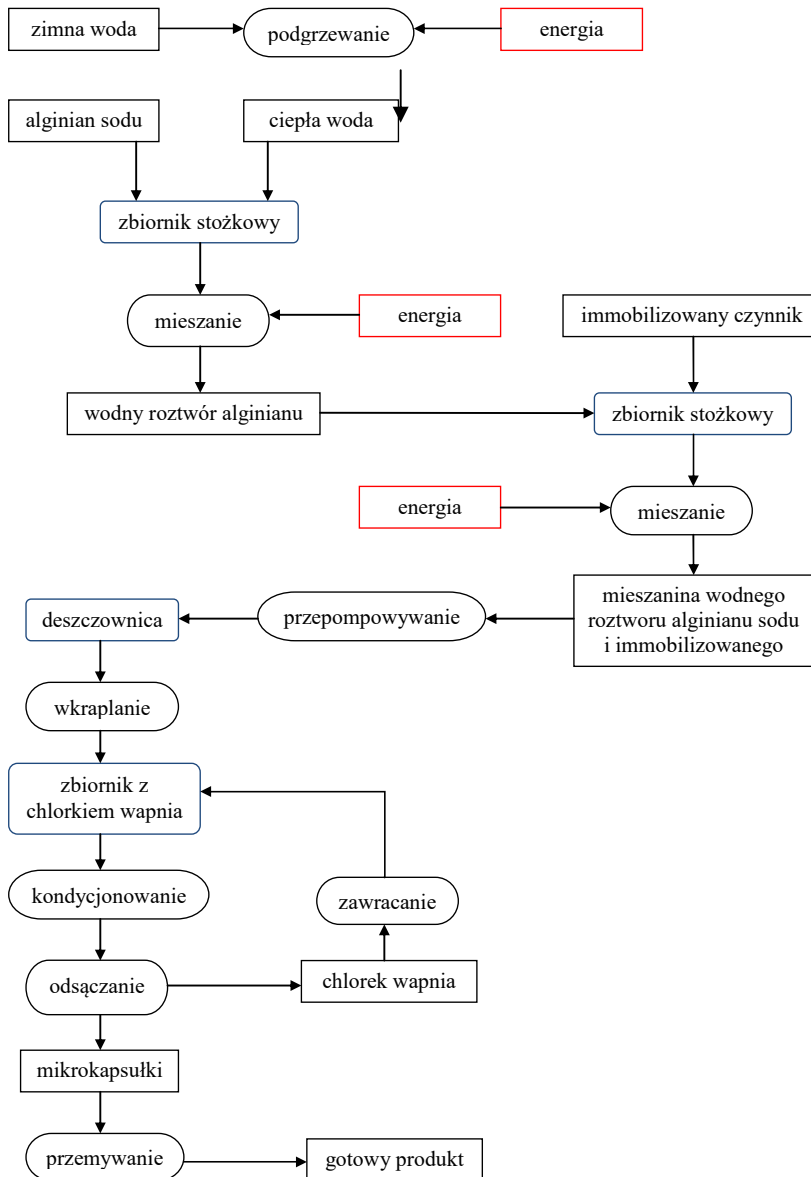 zimna woda
podgrzewanie
energia
alginian sodu
ciepła woda
zbiornik stożkowy
mieszanie
energia
immobilizowany czynnik
wodny roztwór alginianu
zbiornik stożkowy
energia
mieszanie
deszczownica
przepompowywanie
mieszanina wodnego
roztworu alginianu sodu
i immobilizowanego
wkraplanie
zbiornik z
chlorkiem wapnia
kondycjonowanie
zawracanie
odsączanie
chlorek wapnia
mikrokapsułki
przemywanie
gotowy produkt